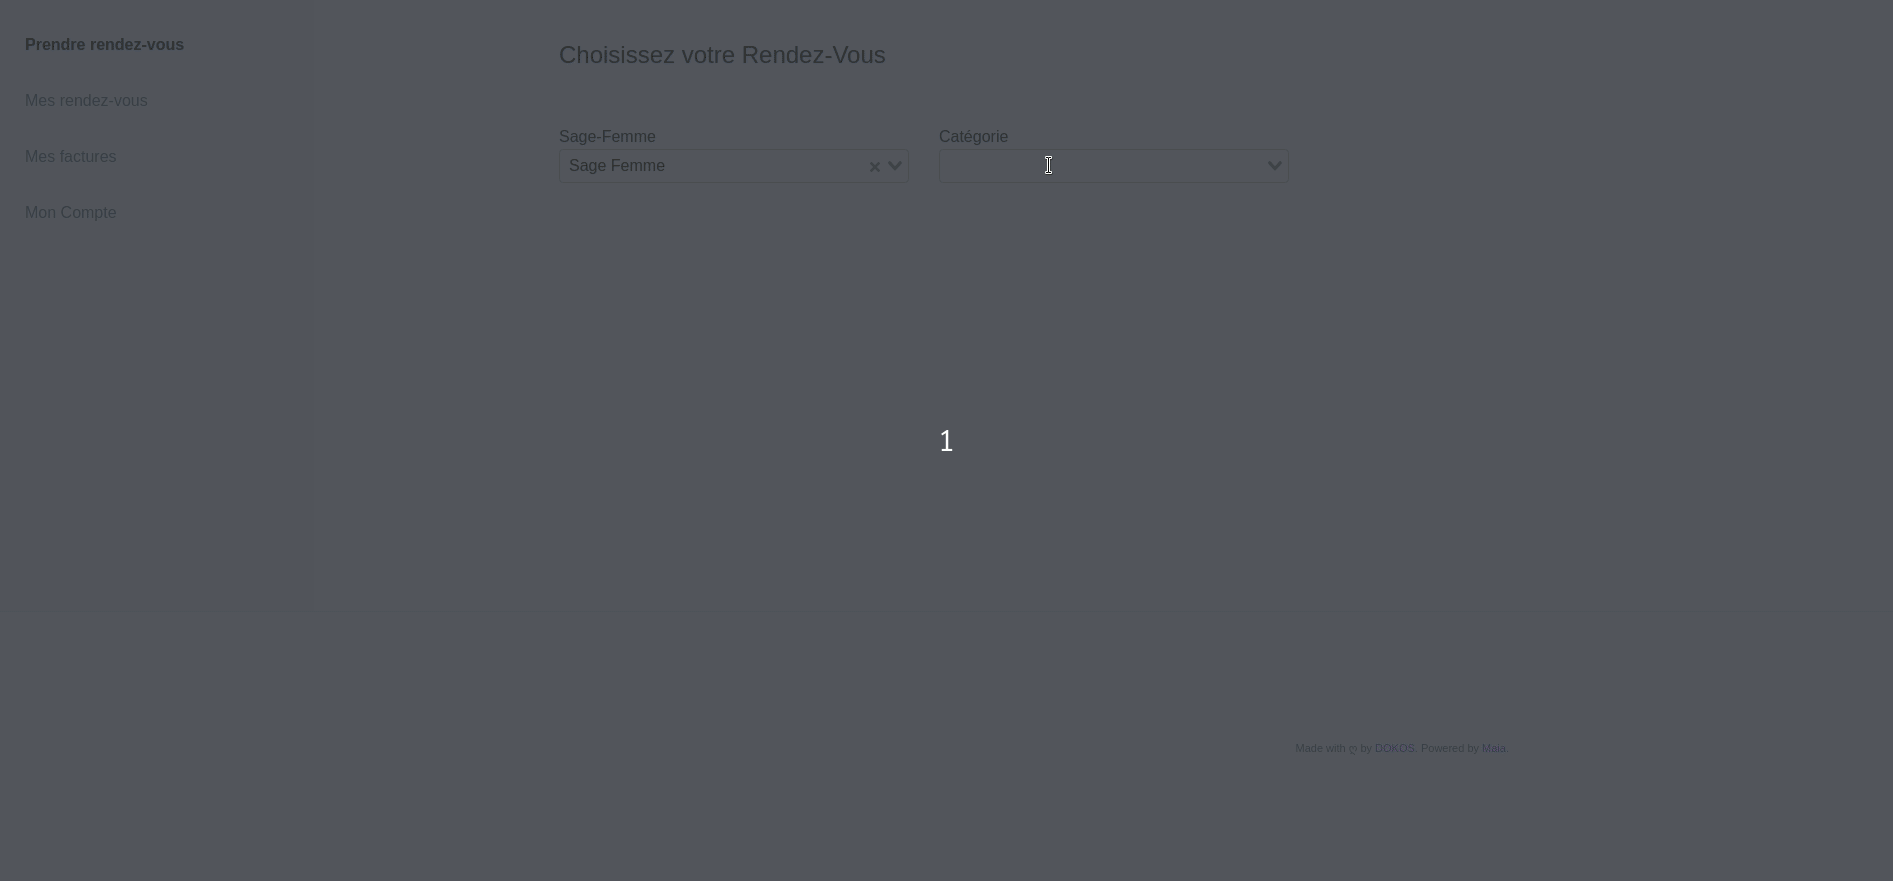 Prendre rendez-vous
Mes rendez-vous
Mes factures
Mon Compte
Choisissez votre Rendez-Vous
Sage-Femme
Catégorie
Sage Femme
1
Made with ღ by DOKOS. Powered by Maia.